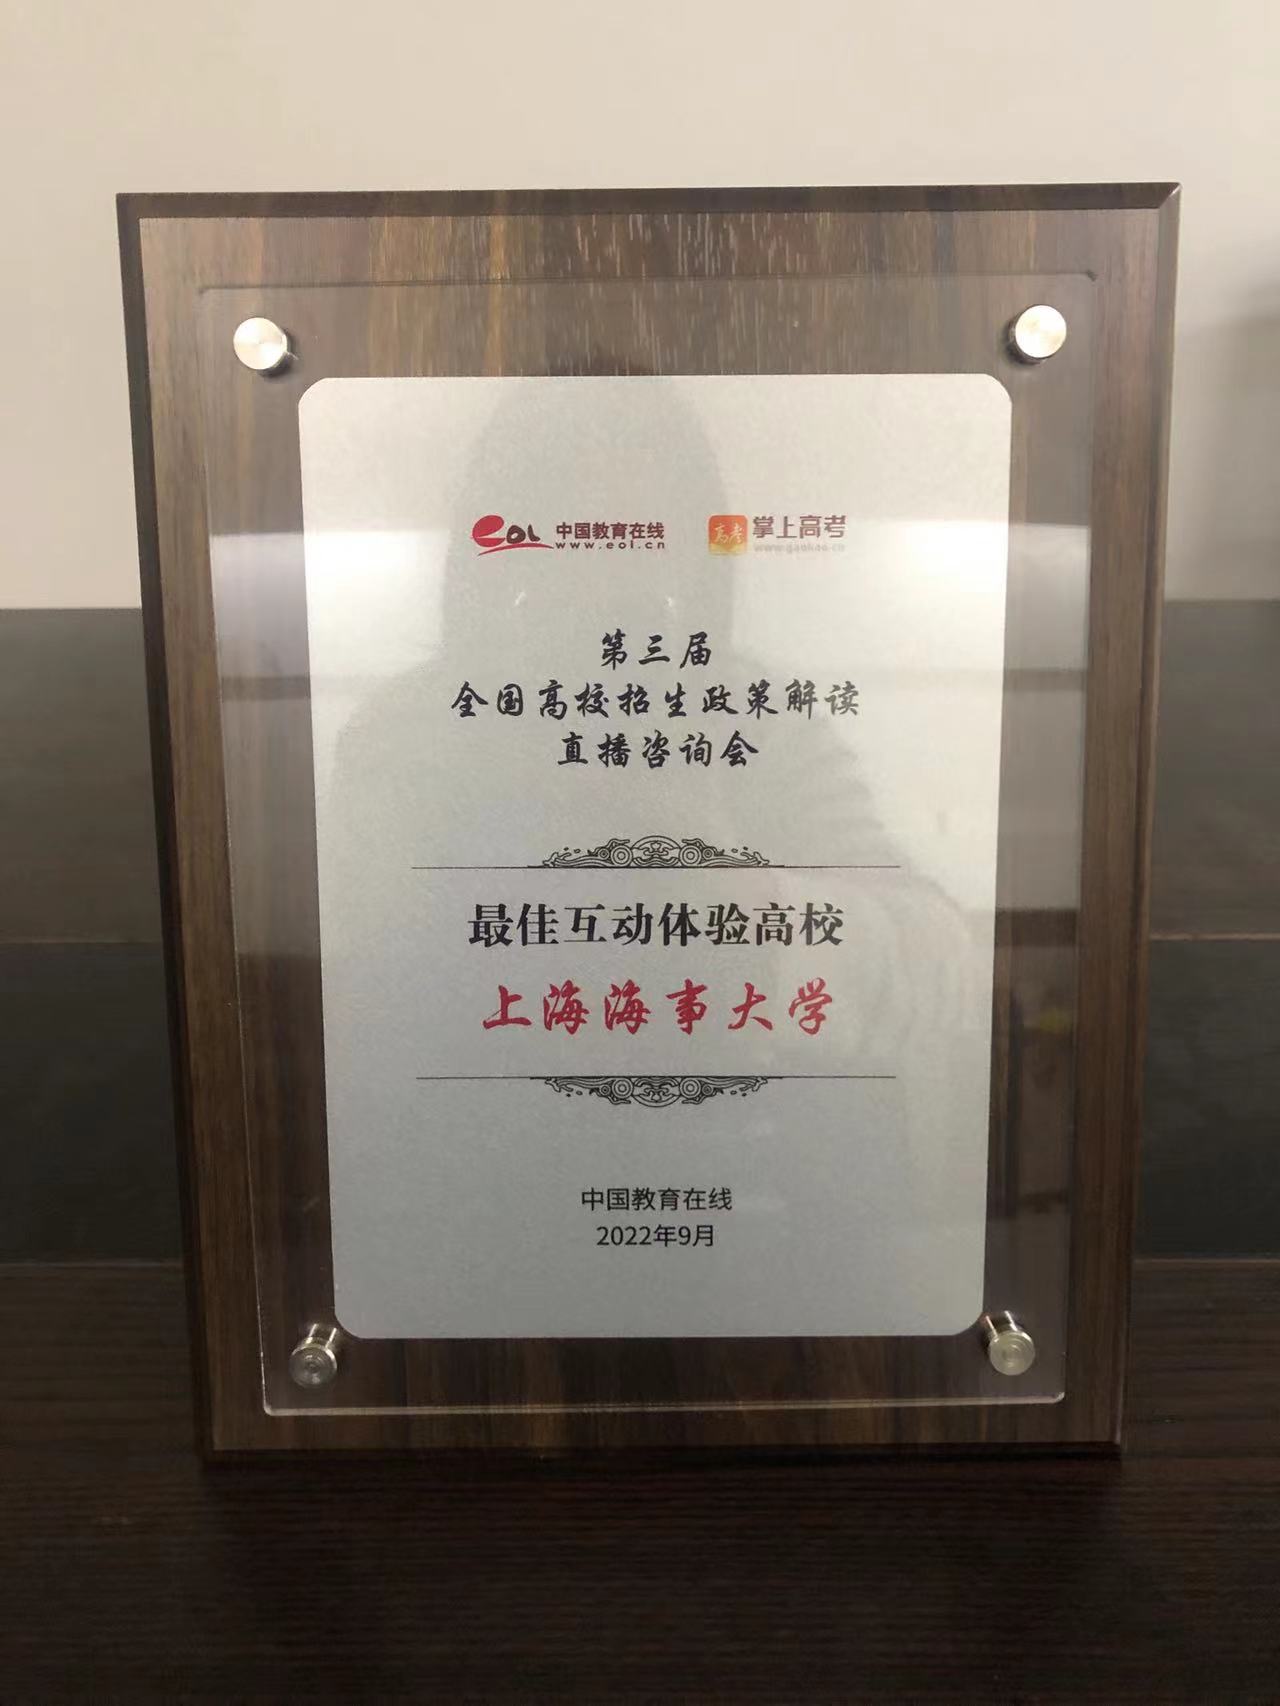 eol 中国教育在线
www.eol.cn
高考 掌上高考
www.gaokao.cn
第三届
全国高校招生政策解读
直播咨询会
最佳互动体验高校
上海海事大学
中国教育在线
2022年9月